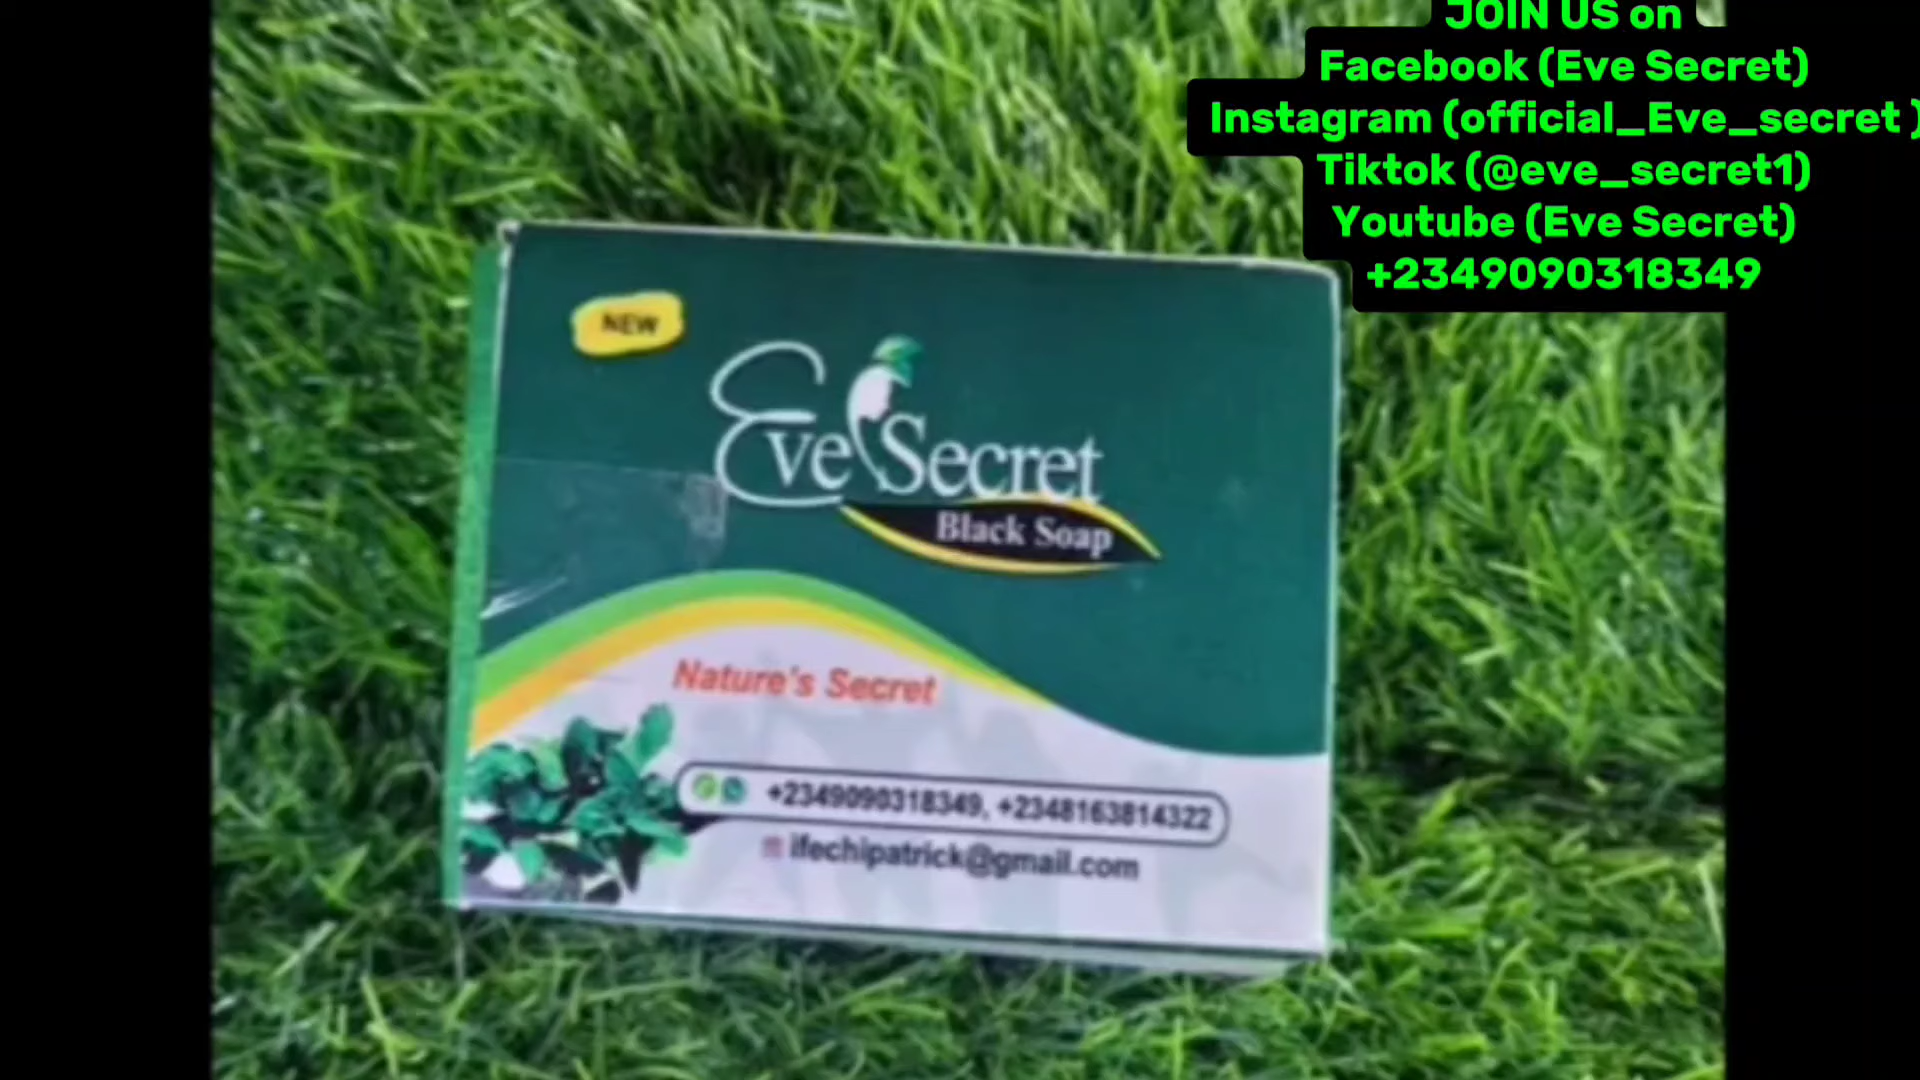 JOIN US on
Facebook (Eve Secret)
Instagram (official_Eve_secret )
Tiktok (@eve_secret1)
Youtube (Eve Secret)
+2349090318349
NEW
Eve Secret
Black Soap
Nature's Secret
+2349090318349, +2348163814322
ifechipatrick@gmail.com